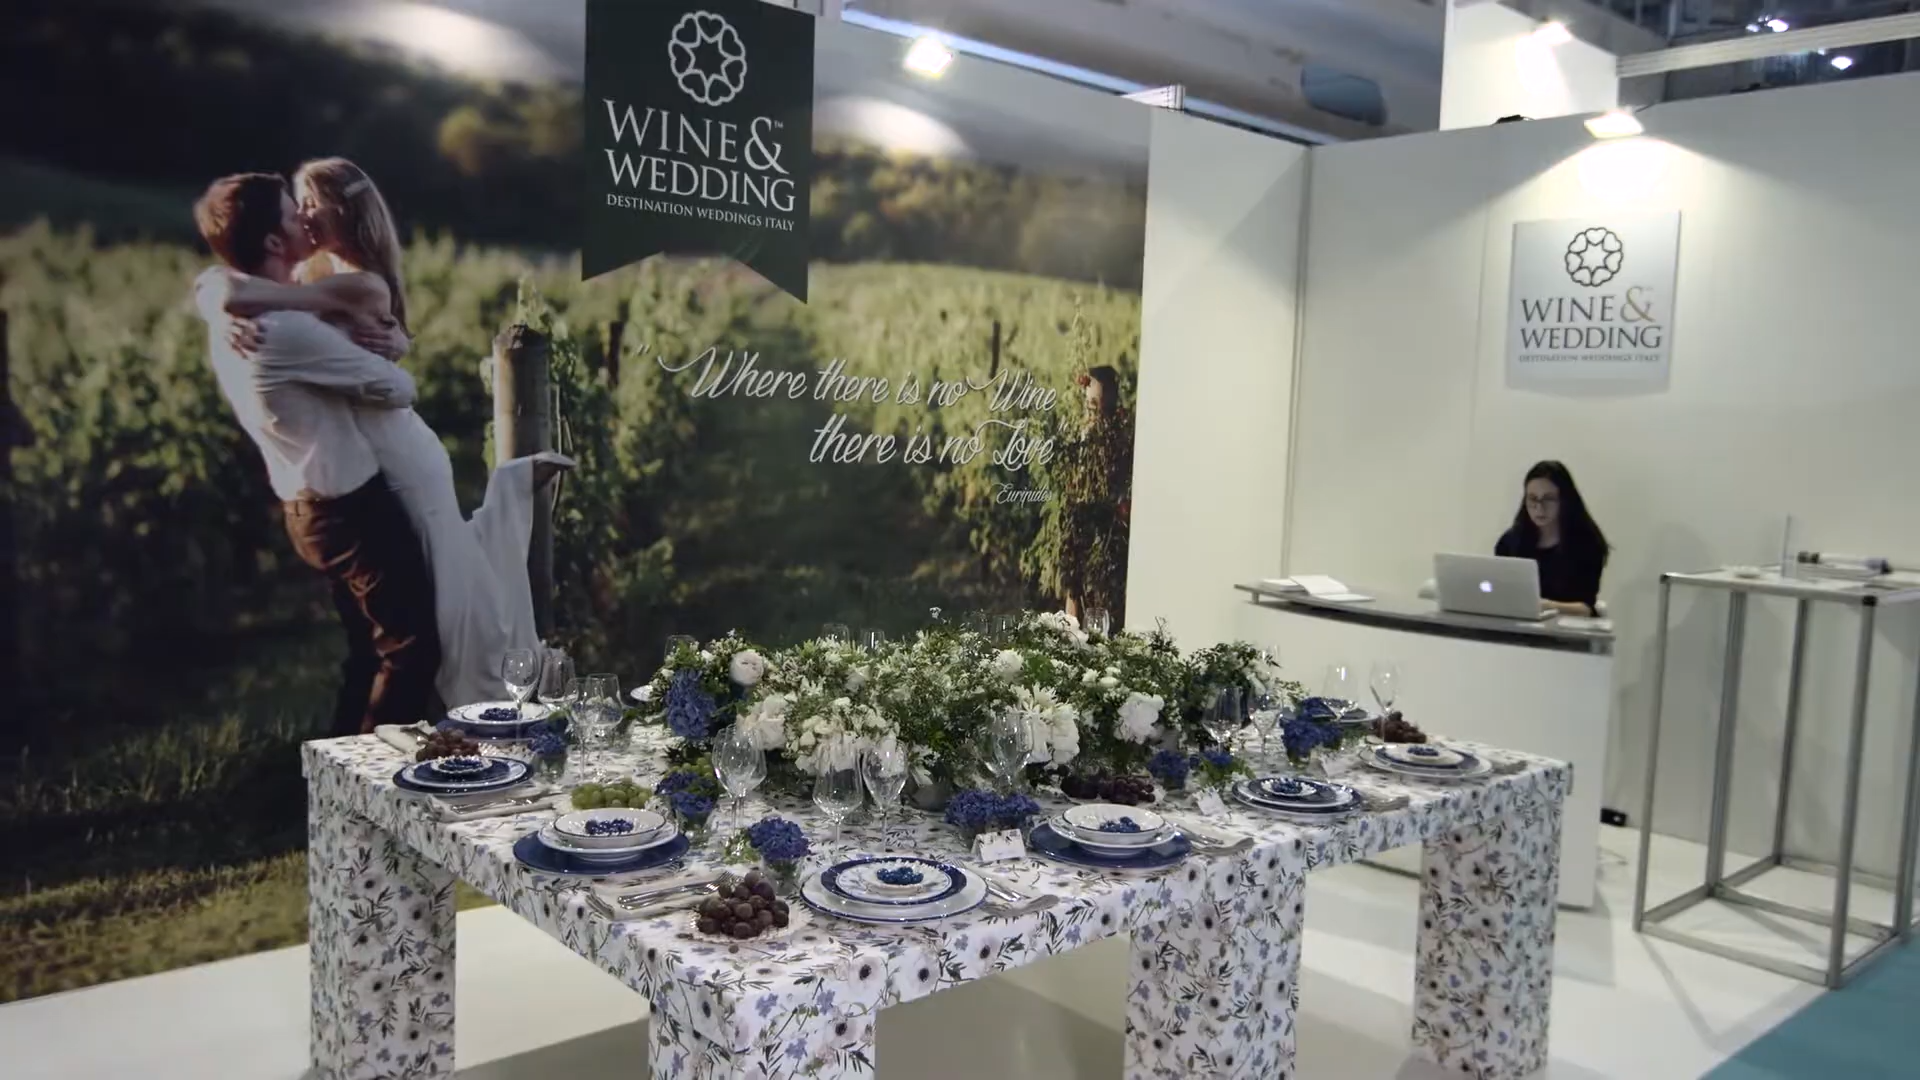 WINE &™
WEDDING
DESTINATION WEDDINGS ITALY
"Where there is no Wine
there is no Love"
Euripides
WINE &
WEDDING
DESTINATION WEDDINGS ITALY